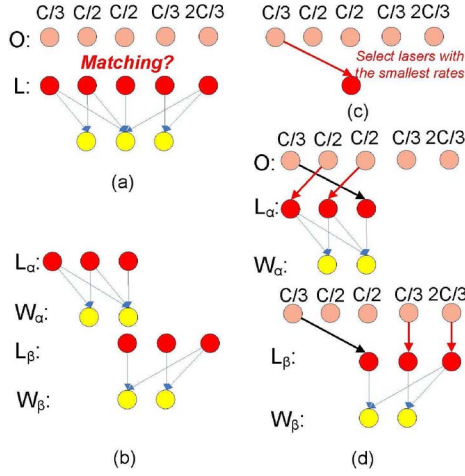 C/3 C/2 C/2 C/3 2C/3
O:
Matching?
L:
(a)
Lα:
Wα:
Lβ:
Wβ:
(b)
C/3 C/2 C/2 C/3 2C/3
Select lasers with
the smallest rates
(c)
C/3 C/2 C/2 C/3 2C/3
O:
Lα:
Wα:
C/3 C/2 C/2 C/3 2C/3
Lβ:
Wβ:
(d)